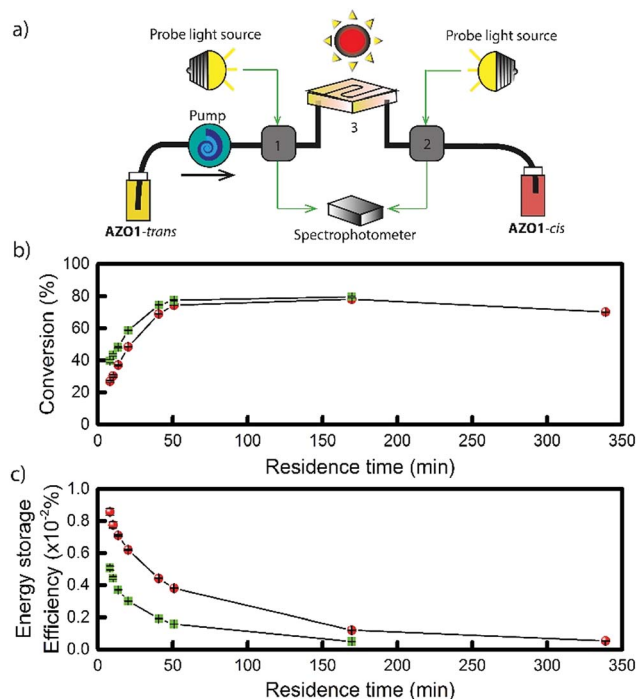 a)
Probe light source
Probe light source
Pump
1
2
3
AZO1-trans
Spectrophotometer
AZO1-cis
b)
100
80
60
40
20
0
Conversion (%)
0 50 100 150 200 250 300 350
Residence time (min)
c)
1.0
0.8
0.6
0.4
0.2
0.0
Energy storage
Efficiency (x10-2%)
0 50 100 150 200 250 300 350
Residence time (min)